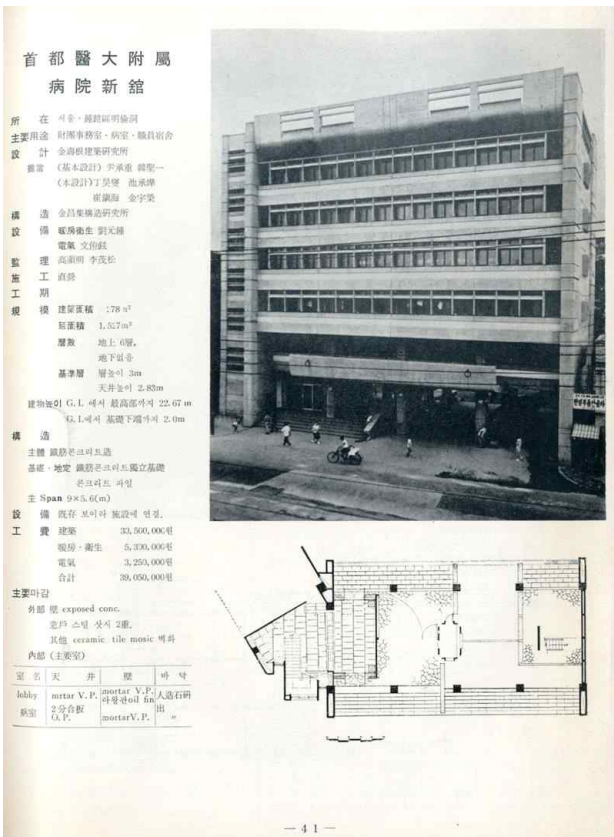 首都醫大附屬
病院新舘
所在 서울·鍾路區明倫洞
主要用途 財團事務室·病室·職員宿舍
設計 金壽根建築硏究所
擔當 (基本設計) 尹承重 韓聖一
(本設計) 丁昊燮 池承燁
崔鎭海 金宇榮
構造 金昌集構造硏究所
設備 暖房衛生 劉元鍾
電氣
監理 高須明 李茂松
施工 直營
工期
規模 建築面積 78 m²
延面積
層數 地上 6層,
地下없음
基準層 層높이 3m
天井높이 2.83m
建物높이 G.L 에서 最高部까지 22.67 m
G.L에서 基礎下端까지 2.0m
構造
主體 鐵筋콘크리트造
基礎·地定 鐵筋콘크리트獨立基礎
콘크리트 파일
主 Span 9×5.6(m)
設備 既存 보이라 施設에 연결.
工費 建築 33,500,000원
暖房·衛生 5,300,000원
電氣 3,250,000원
合計 39,050,000원
主要마감
外部 壁 exposed conc.
窓戶 스틸 삿시 2重.
其他 ceramic tile mosic 벽화
內部 (主要室)
室名 天井 壁 바닥
lobby mrtar V.P. mortar V.P. 라왕판oil fin 人造石硏出
病室 2分合板 O.P. mortarV.P. 〃
— 41 —